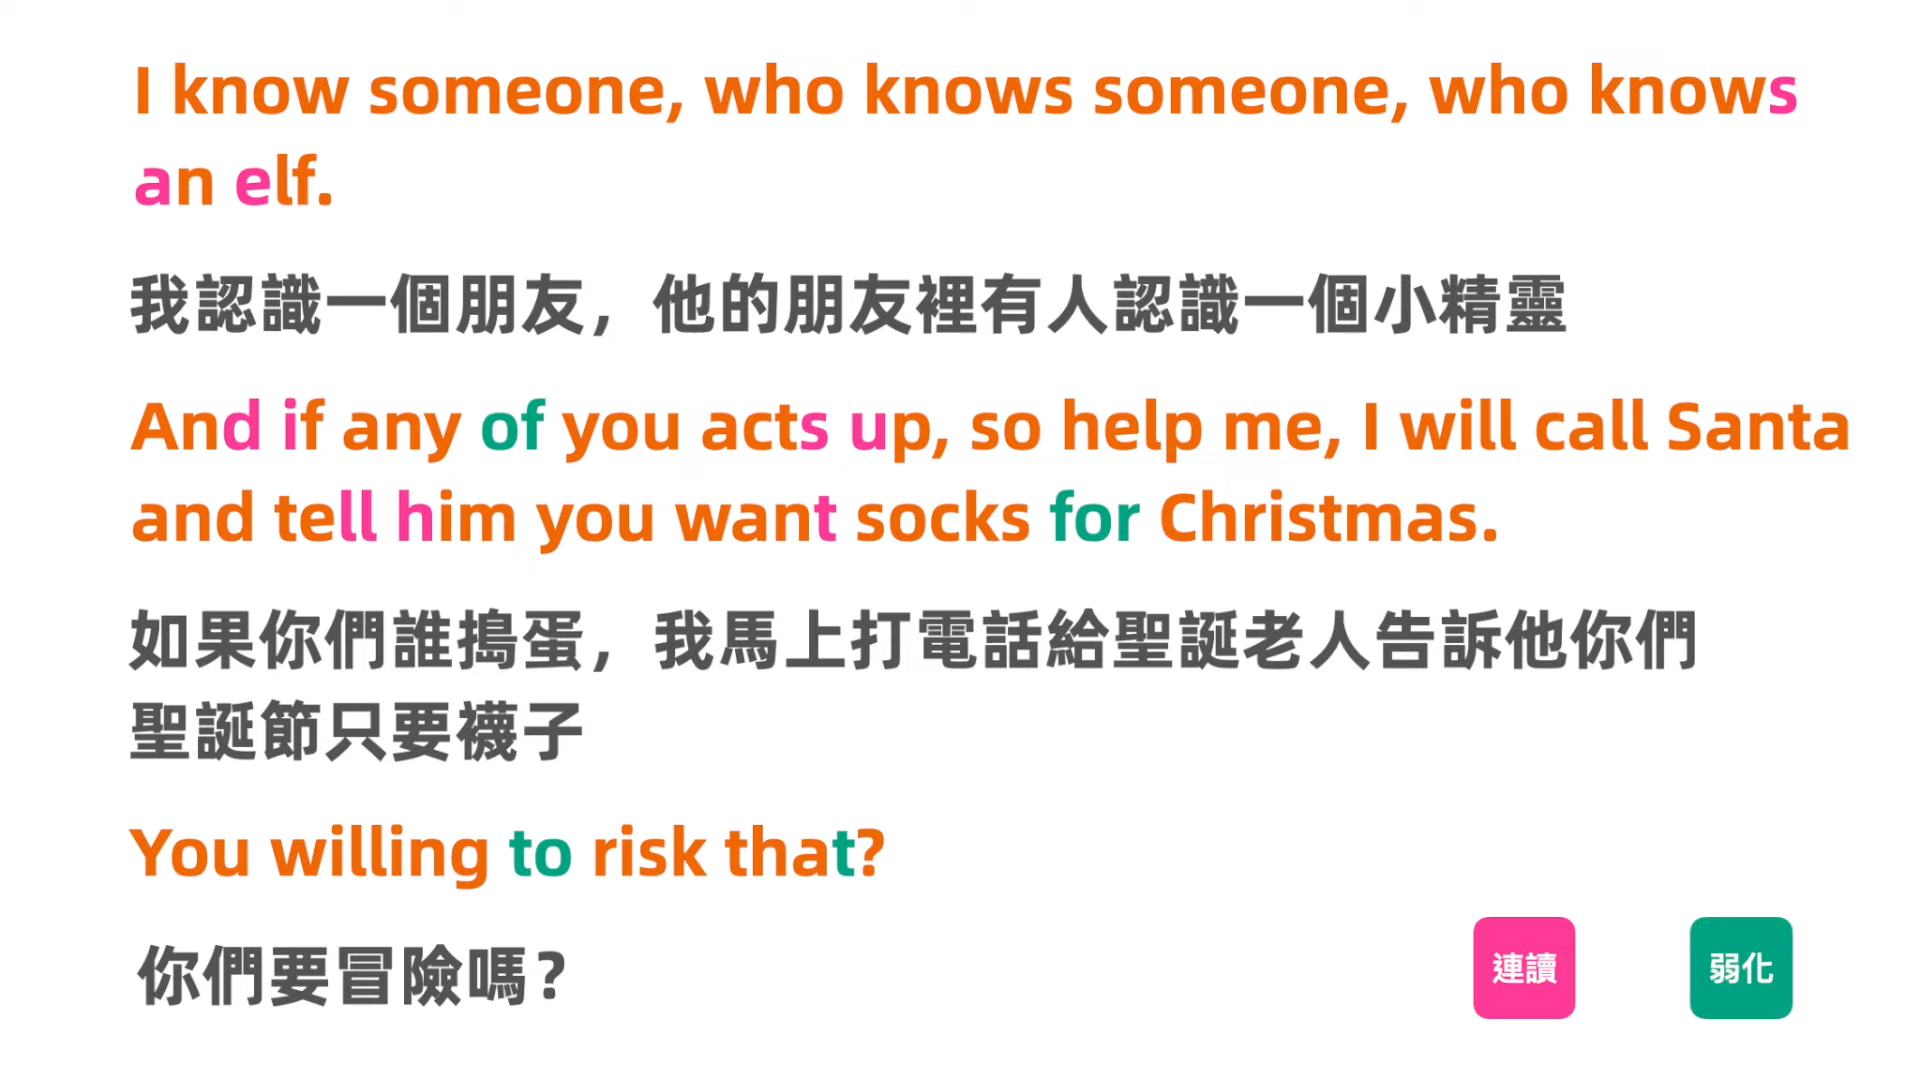 I know someone, who knows someone, who knows
an elf.
我認識一個朋友，他的朋友裡有人認識一個小精靈
And if any of you acts up, so help me, I will call Santa
and tell him you want socks for Christmas.
如果你們誰搗蛋，我馬上打電話給聖誕老人告訴他你們
聖誕節只要襪子
You willing to risk that?
你們要冒險嗎？
連讀
弱化